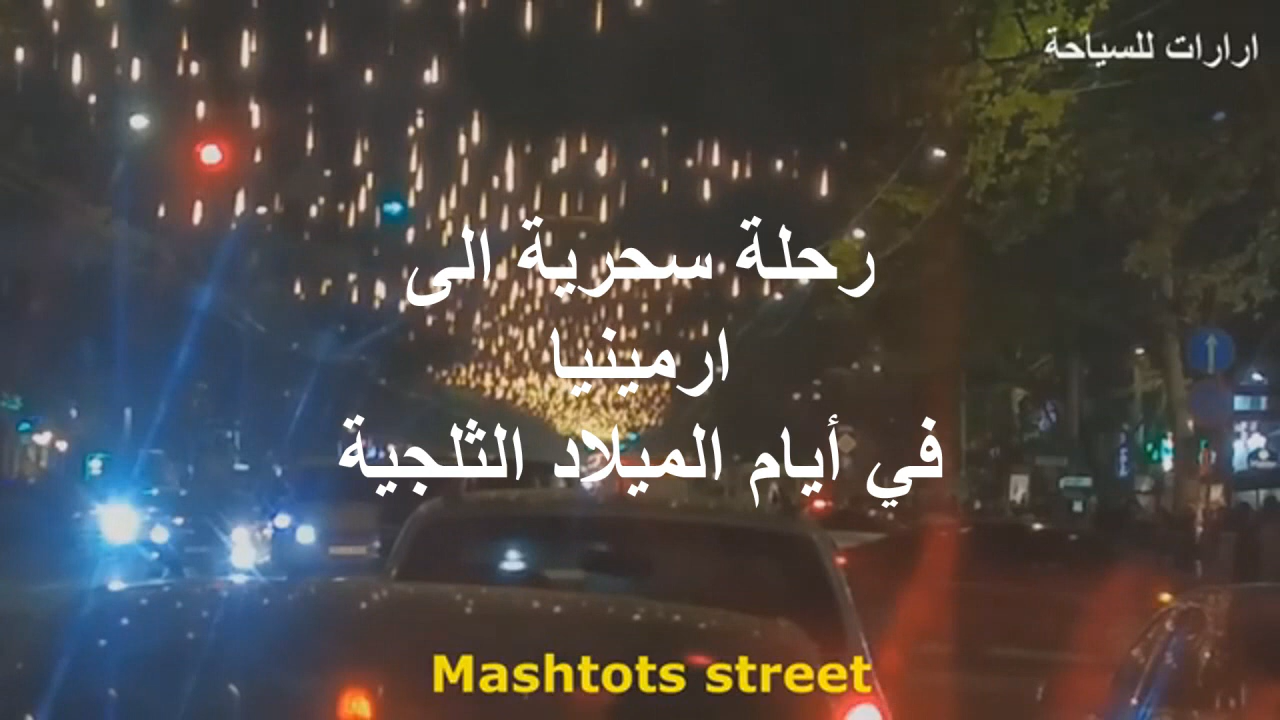 ارارات للسياحة
رحلة سحرية الى
ارمينيا
في أيام الميلاد الثلجية
Mashtots street